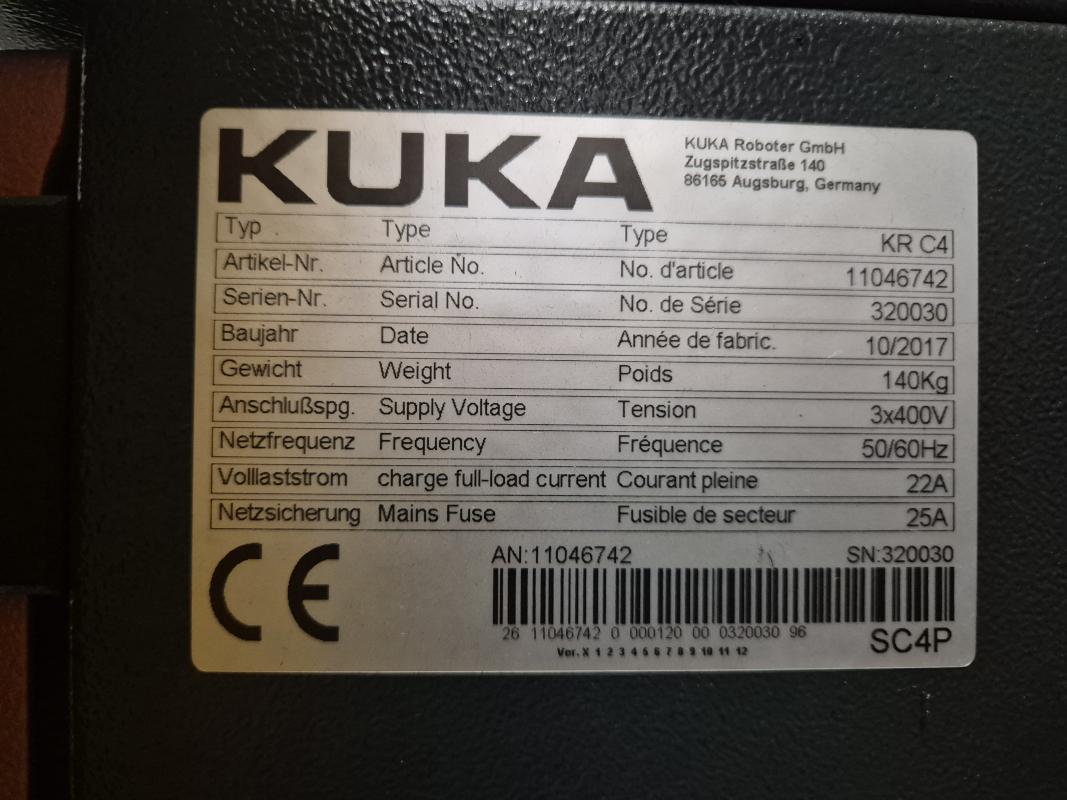 KUKA
KUKA Roboter GmbH
Zugspitzstraße 140
86165 Augsburg, Germany
Typ Type Type KR C4
Artikel-Nr. Article No. No. d'article 11046742
Serien-Nr. Serial No. No. de Série 320030
Baujahr Date Année de fabric. 10/2017
Gewicht Weight Poids 140Kg
Anschlußspg. Supply Voltage Tension 3x400V
Netzfrequenz Frequency Fréquence 50/60Hz
Volllaststrom charge full-load current Courant pleine 22A
Netzsicherung Mains Fuse Fusible de secteur 25A
CE
AN:11046742 SN:320030
26 11046742 0 000120 00 0320030 96
SC4P
Ver. X 1 2 3 4 5 6 7 8 9 10 11 12